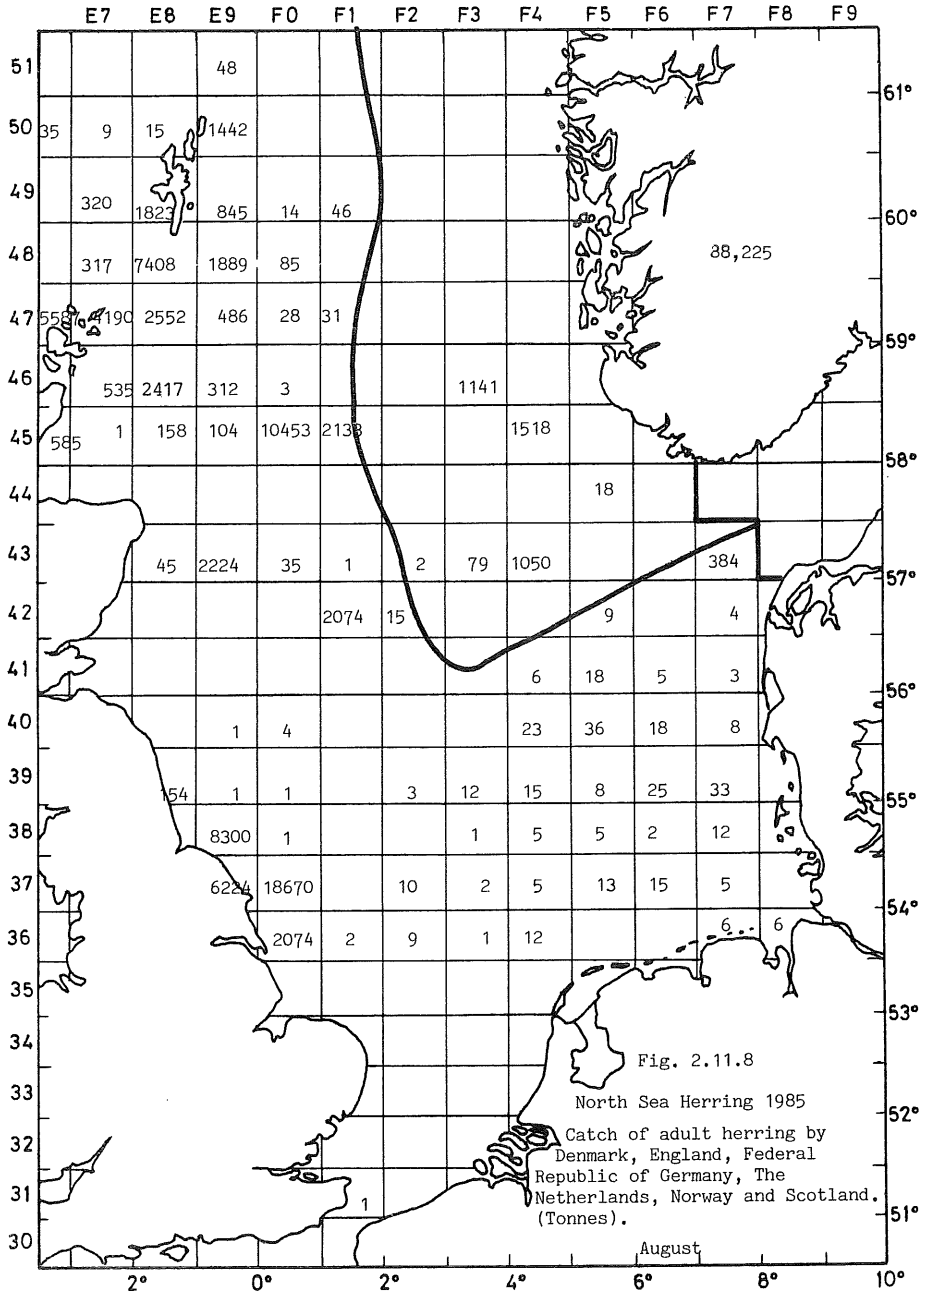 E7 E8 E9 F0 F1 F2 F3 F4 F5 F6 F7 F8 F9
51 48
61°
50 35 9 15 1442
49 320 1823 845 14 46
60°
48 317 7408 1889 85 88,225
47 5587 4190 2552 486 28 31
59°
46 535 2417 312 3 1141
45 585 1 158 104 10453 2138 1518
58°
44 18
43 45 2224 35 1 2 79 1050 384
57°
42 2074 15 9 4
41 6 18 5 3
56°
40 1 4 23 36 18 8
39 154 1 1 3 12 15 8 25 33
55°
38 8300 1 1 5 5 2 12
37 6224 18670 10 2 5 13 15 5
54°
36 2074 2 9 1 12 6 6
35
53°
34
Fig. 2.11.8
33
North Sea Herring 1985
52°
32
Catch of adult herring by
Denmark, England, Federal
Republic of Germany, The
31 1
Netherlands, Norway and Scotland.
(Tonnes).
51°
30
August
2° 0° 2° 4° 6° 8° 10°